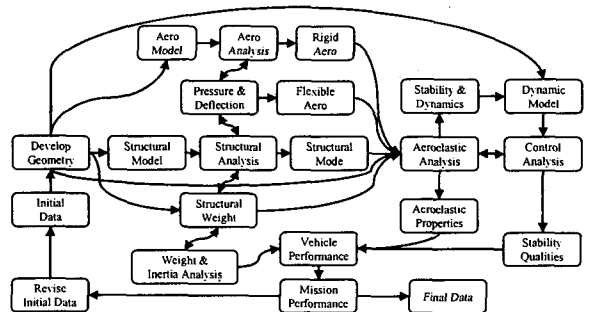 Aero
Model
Aero
Analysis
Rigid
Aero
Pressure &
Deflection
Flexible
Aero
Stability &
Dynamics
Dynamic
Model
Develop
Geometry
Structural
Model
Structural
Analysis
Structural
Mode
Aeroelastic
Analysis
Control
Analysis
Initial
Data
Structural
Weight
Aeroelastic
Properties
Weight &
Inertia Analysis
Vehicle
Performance
Stability
Qualities
Revise
Initial Data
Mission
Performance
Final Data